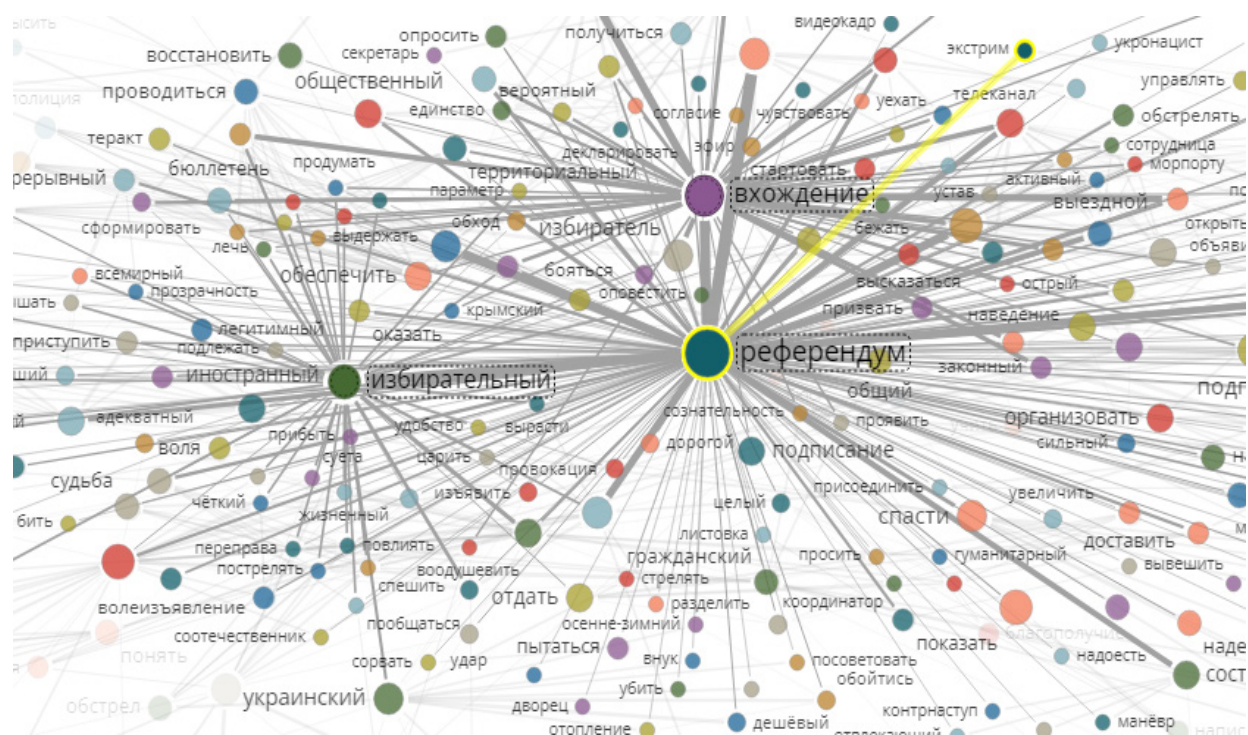 видеокадр
опросить
получиться
экстрим
укронацист
восстановить
секретарь
общественный
вероятный
телеканал
управлять
проводиться
полиция
единство
согласие
чувствовать
уехать
обстрелять
теракт
декларировать
эфир
сотрудница
бюллетень
продумать
территориальный
стартовать
морпорту
параметр
вхождение
устав
активный
выездной
сформировать
выдержать
обход
избиратель
бежать
открыть
лечь
объяви
всемирный
обеспечить
бояться
высказаться
острый
прозрачность
оповестить
крымский
призвать
наведение
легитимный
оказать
приступить
подлежать
референдум
законный
иностранный
избирательный
общий
адекватный
сознательность
проявить
организовать
прибыть
удобство
вырасти
сильный
воля
суета
царить
провокация
дорогой
подписание
судьба
чёткий
изъявить
целый
присоединить
увеличить
бить
жизненный
спасти
листовка
доставить
переправа
повлиять
гражданский
просить
гуманитарный
вывешить
пострелять
воодушевить
стрелять
спешить
волеизъявление
отдать
разделить
координатор
соотечественник
пообщаться
осенне-зимний
благополучие
показать
понять
сорвать
удар
пытаться
внук
посоветовать
надоесть
обойтись
украинский
убить
обстрел
дворец
контрнаступ
отопление
дешёвый
манёвр